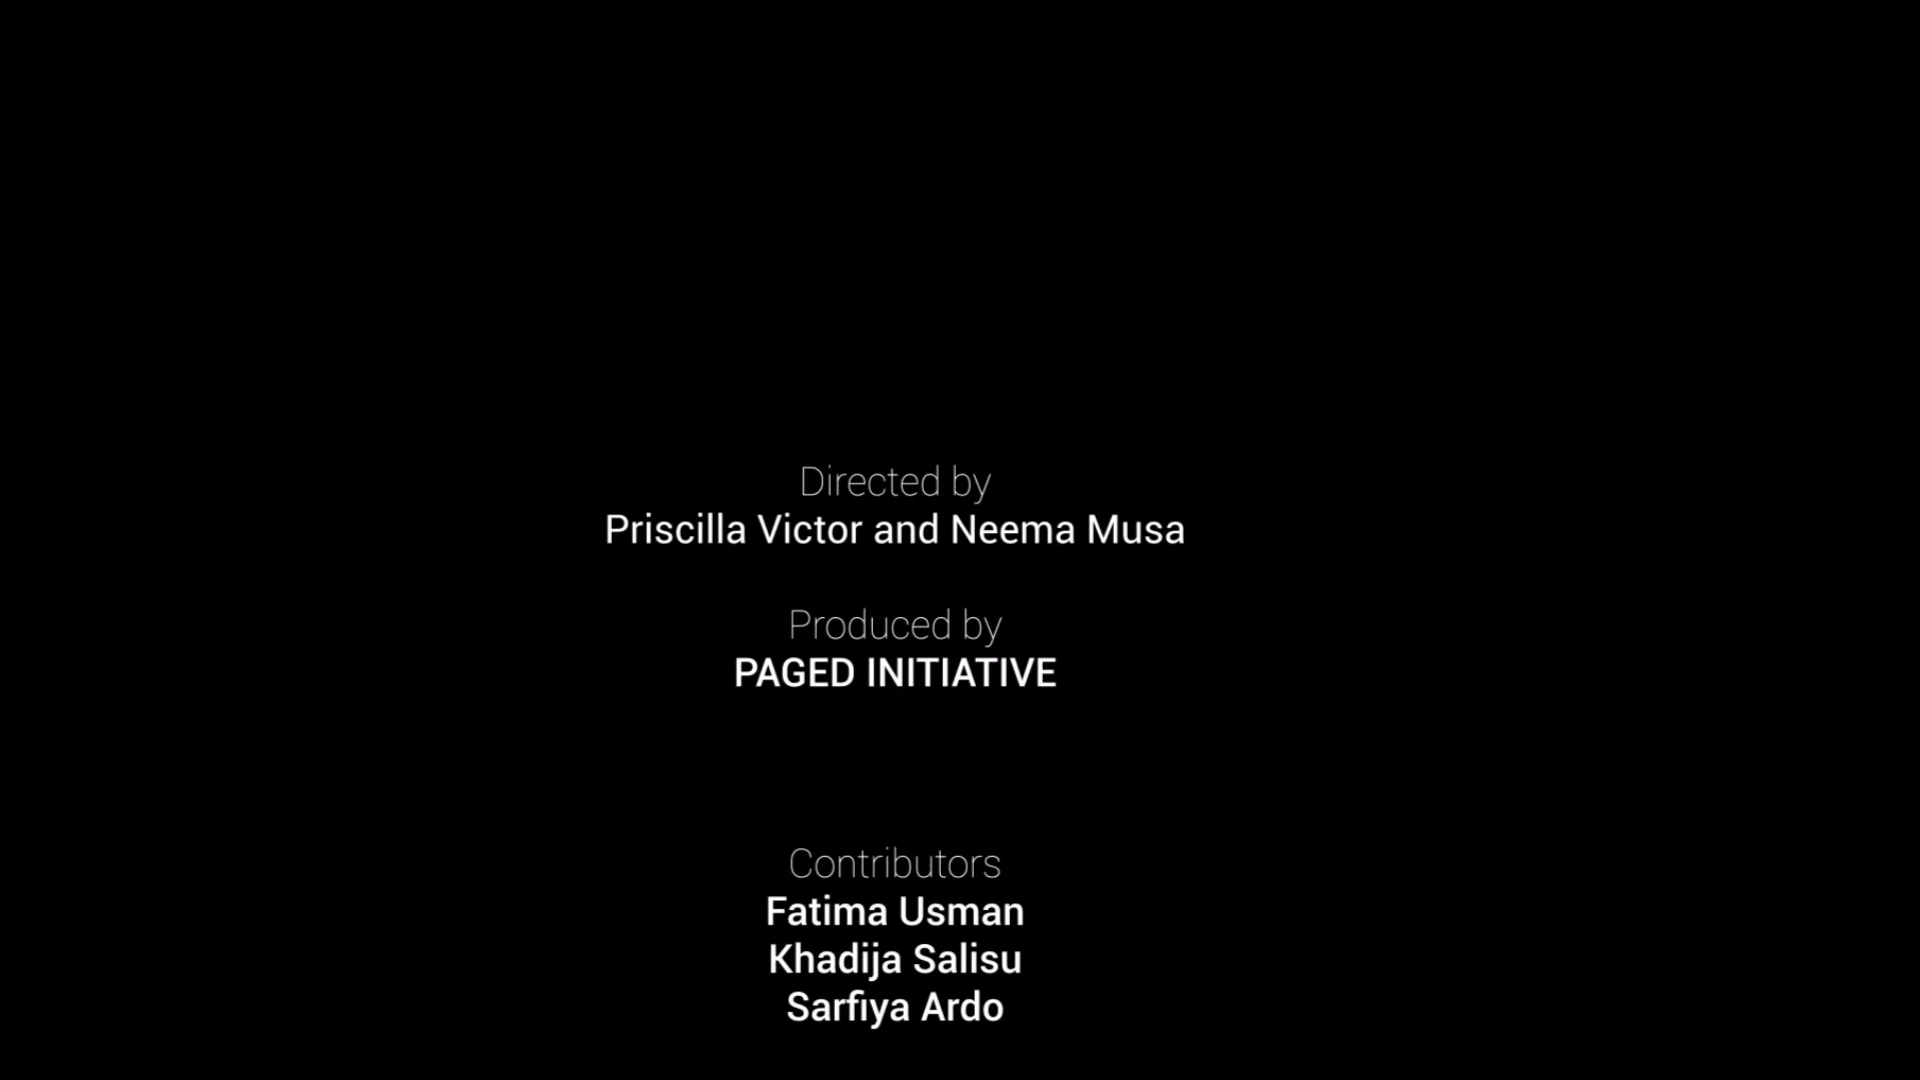 Directed by
Priscilla Victor and Neema Musa
Produced by
PAGED INITIATIVE
Contributors
Fatima Usman
Khadija Salisu
Sarfiya Ardo